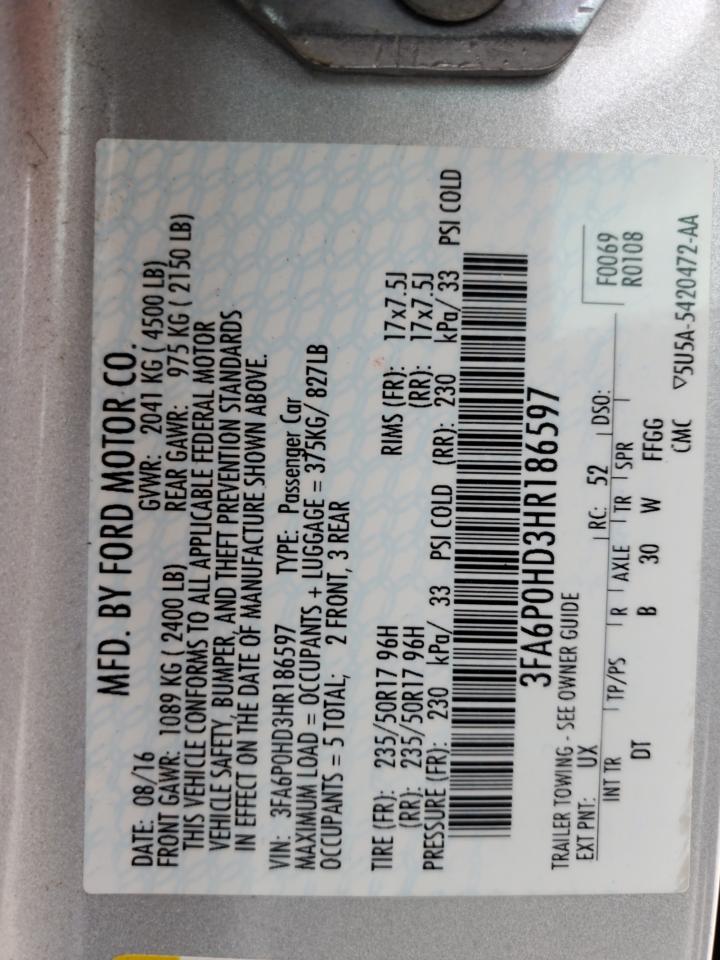 MFD. BY FORD MOTOR CO.
DATE: 08/16 GVWR: 2041 KG ( 4500 LB)
FRONT GAWR: 1089 KG ( 2400 LB) REAR GAWR: 975 KG ( 2150 LB)
THIS VEHICLE CONFORMS TO ALL APPLICABLE FEDERAL MOTOR
VEHICLE SAFETY, BUMPER, AND THEFT PREVENTION STANDARDS
IN EFFECT ON THE DATE OF MANUFACTURE SHOWN ABOVE.
VIN: 3FA6P0HD3HR186597 TYPE: Passenger Car
MAXIMUM LOAD = OCCUPANTS + LUGGAGE = 375KG/ 827LB
OCCUPANTS = 5 TOTAL; 2 FRONT, 3 REAR
TIRE (FR): 235/50R17 96H RIMS (FR): 17x7.5J
(RR): 235/50R17 96H (RR): 17x7.5J
PRESSURE (FR): 230 kPa/ 33 PSI COLD (RR): 230 kPa/ 33 PSI COLD
3FA6P0HD3HR186597
TRAILER TOWING - SEE OWNER GUIDE F0069
EXT PNT: UX RC: 52 DSO: R0108
INT TR TP/PS R AXLE TR SPR
DT B 30 W FFGG
CMC ▽5U5A-5420472-AA